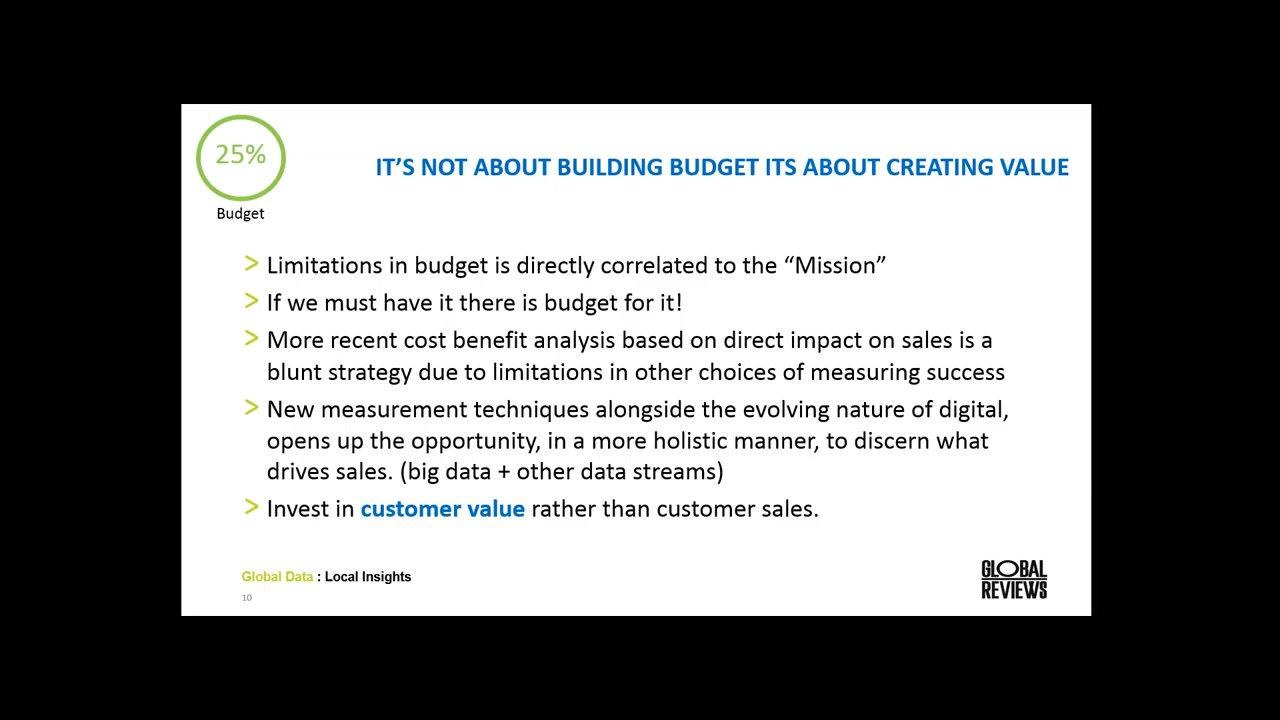 25%
Budget
IT’S NOT ABOUT BUILDING BUDGET ITS ABOUT CREATING VALUE
> Limitations in budget is directly correlated to the “Mission”
> If we must have it there is budget for it!
> More recent cost benefit analysis based on direct impact on sales is a
blunt strategy due to limitations in other choices of measuring success
> New measurement techniques alongside the evolving nature of digital,
opens up the opportunity, in a more holistic manner, to discern what
drives sales. (big data + other data streams)
> Invest in customer value rather than customer sales.
Global Data : Local Insights
10
GLOBAL
REVIEWS